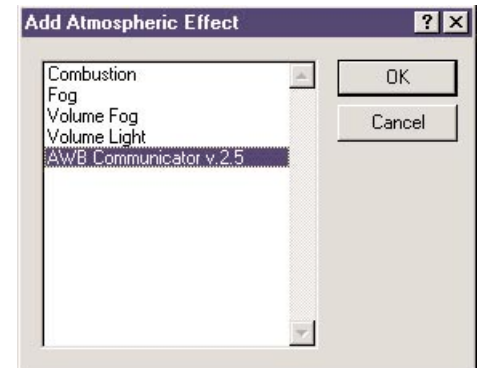 Add Atmospheric Effect
Combustion
Fog
Volume Fog
Volume Light
AWB Communicator v.2.5
OK
Cancel